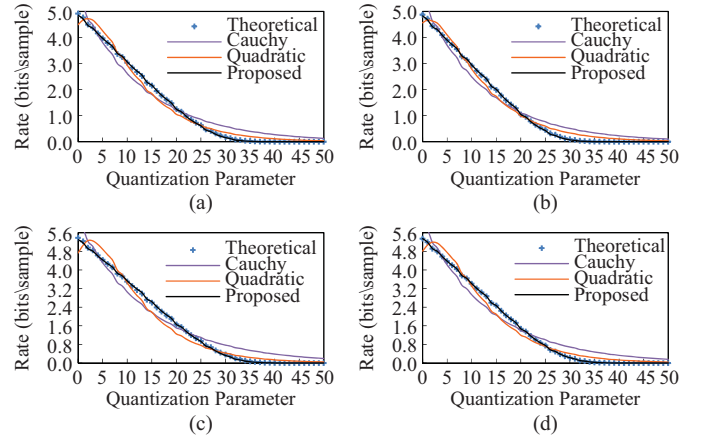 5.0
4.0
3.0
2.0
1.0
0.0
Rate (bits\sample)
Theoretical
Cauchy
Quadratic
Proposed
0 5 10 15 20 25 30 35 40 45 50
Quantization Parameter
(a)
5.0
4.0
3.0
2.0
1.0
0.0
Rate (bits\sample)
Theoretical
Cauchy
Quadratic
Proposed
0 5 10 15 20 25 30 35 40 45 50
Quantization Parameter
(b)
5.6
4.8
4.0
3.2
2.4
1.6
0.8
0.0
Rate (bits\sample)
Theoretical
Cauchy
Quadratic
Proposed
0 5 10 15 20 25 30 35 40 45 50
Quantization Parameter
(c)
5.6
4.8
4.0
3.2
2.4
1.6
0.8
0.0
Rate (bits\sample)
Theoretical
Cauchy
Quadratic
Proposed
0 5 10 15 20 25 30 35 40 45 50
Quantization Parameter
(d)